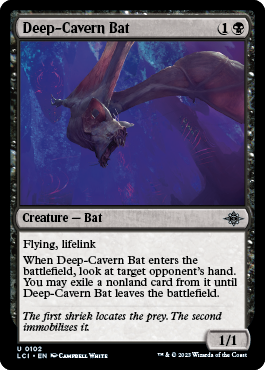 Deep-Cavern Bat 1
Creature — Bat
Flying, lifelink
When Deep-Cavern Bat enters the
battlefield, look at target opponent's hand.
You may exile a nonland card from it until
Deep-Cavern Bat leaves the battlefield.
The first shriek locates the prey. The second
immobilizes it.
1/1
U 0102
LCI • EN Campbell White
™ & © 2023 Wizards of the Coast